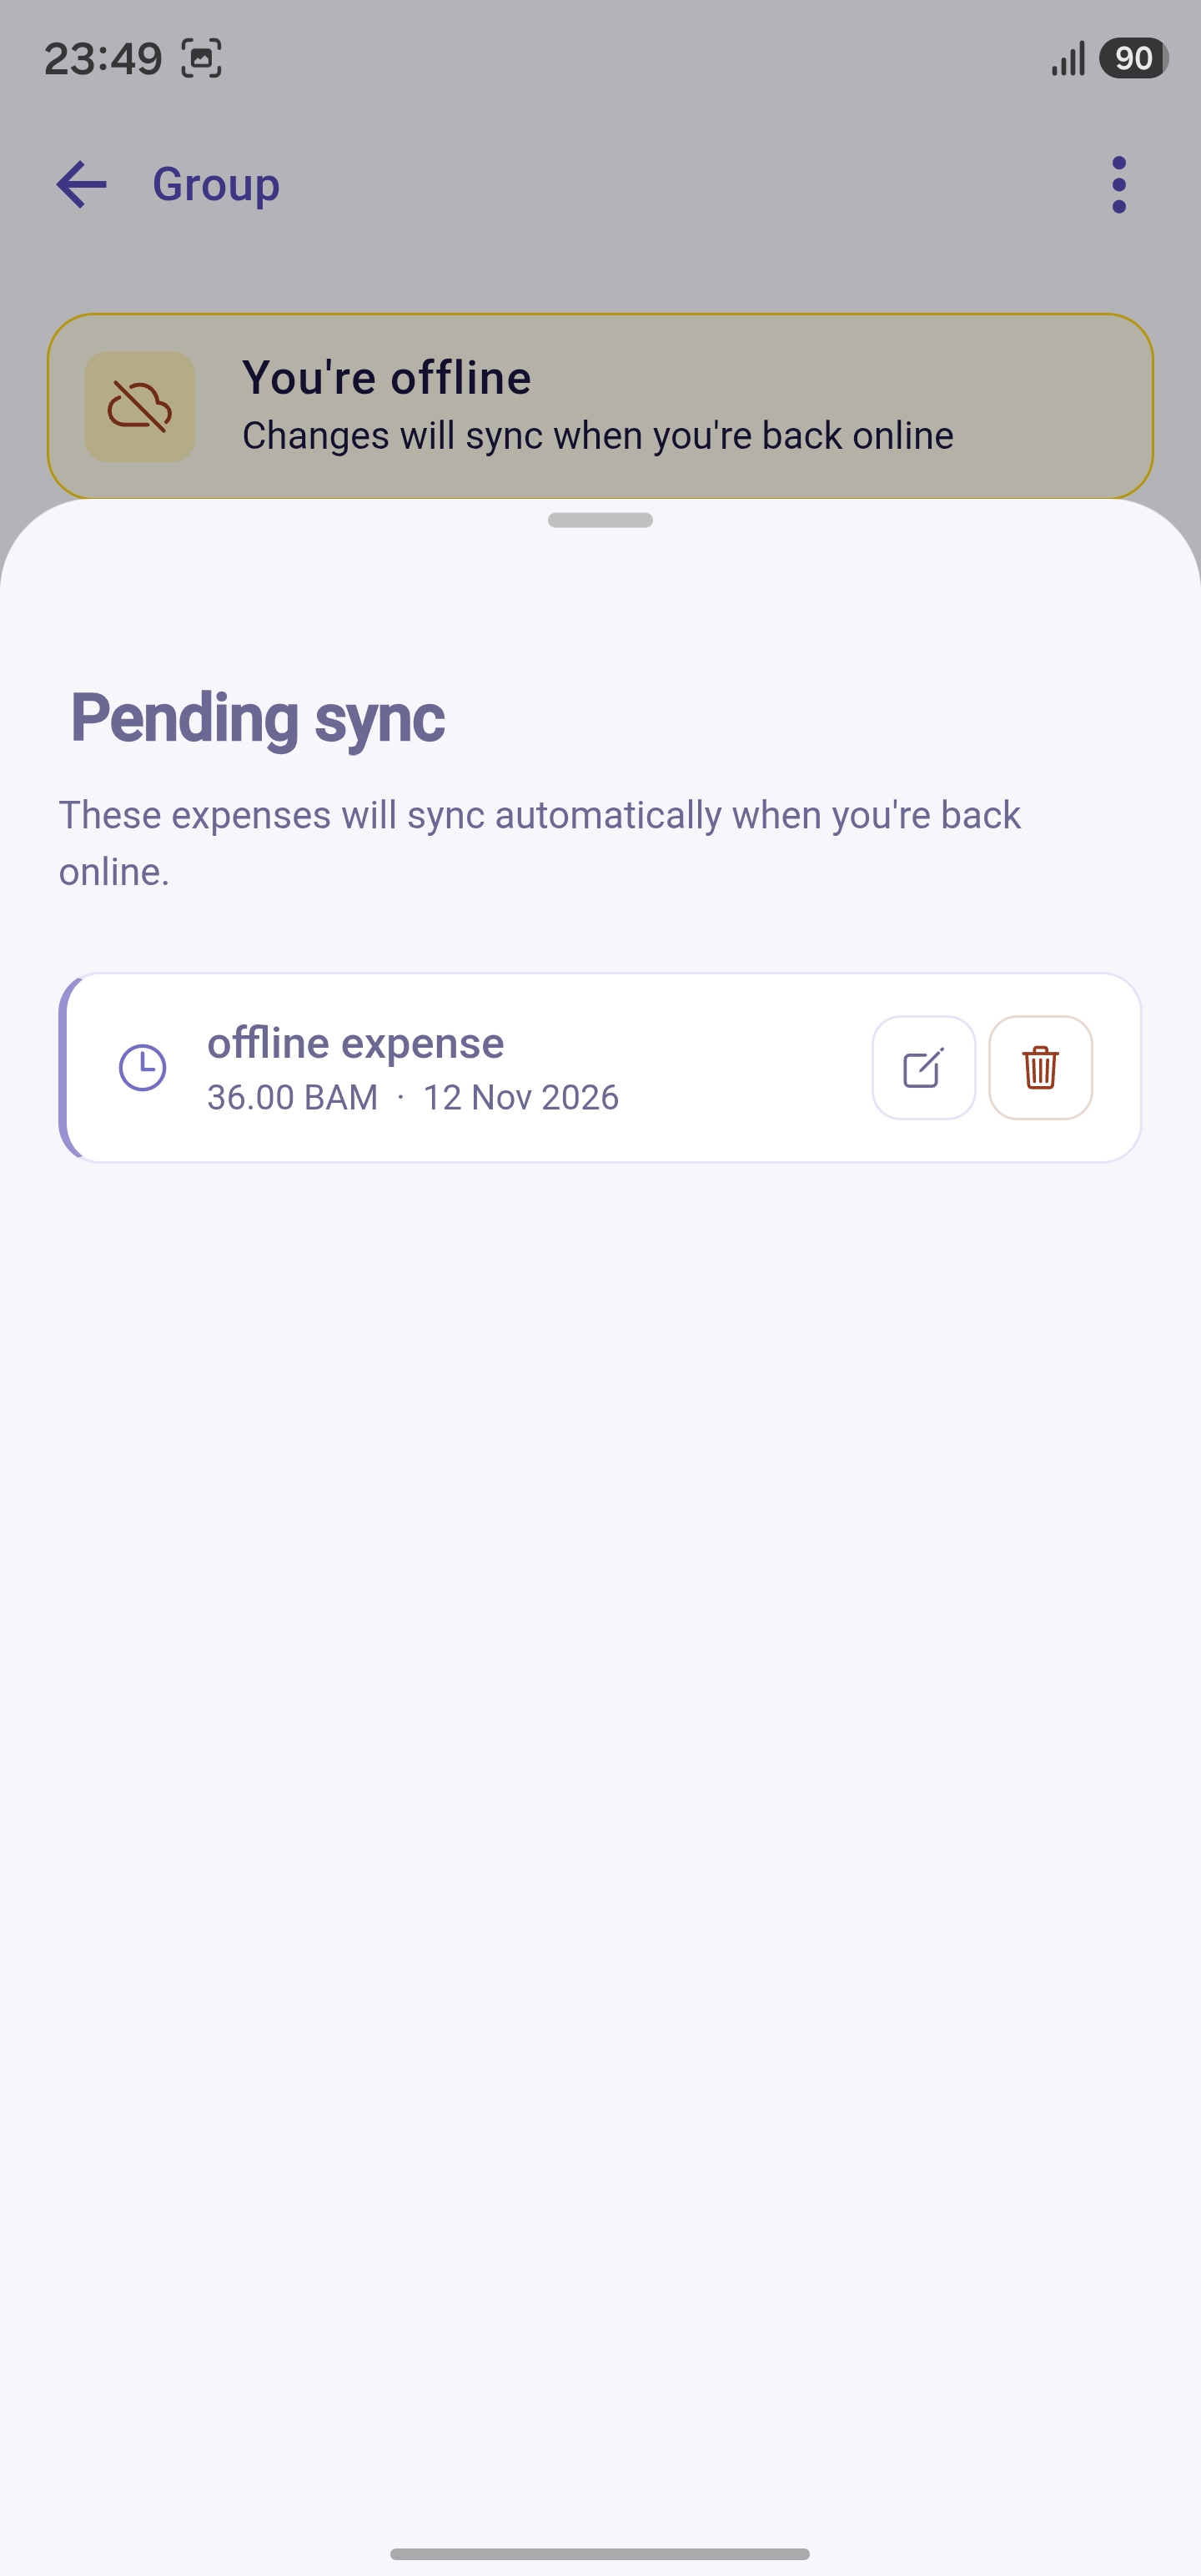 23:49
90
Group
You're offline
Changes will sync when you're back online
Pending sync
These expenses will sync automatically when you're back
online.
offline expense
36.00 BAM · 12 Nov 2026